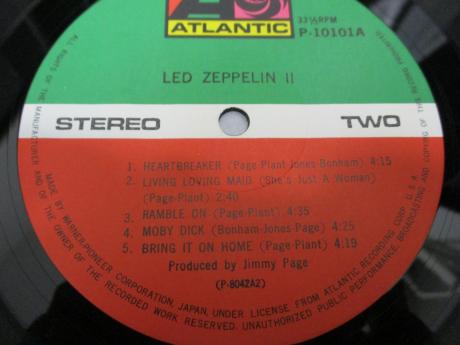 ATLANTIC
33⅓RPM
P-10101A
LED ZEPPELIN II
STEREO
TWO
1. HEARTBREAKER (Page-Plant-Jones-Bonham) 4:15
2. LIVING LOVING MAID (She's Just A Woman)
(Page-Plant) 2:40
3. RAMBLE ON (Page-Plant) 4:35
4. MOBY DICK (Bonham-Jones-Page) 4:25
5. BRING IT ON HOME (Page-Plant) 4:19
Produced by Jimmy Page
(P-8042A2)
ALL RIGHTS OF THE MANUFACTURER AND OF THE OWNER OF THE RECORDED WORK RESERVED. UNAUTHORIZED PUBLIC PERFORMANCE, BROADCASTING AND COPYING OF THIS RECORD PROHIBITED.
MADE BY WARNER-PIONEER CORPORATION, JAPAN, UNDER LICENSE FROM ATLANTIC RECORDING CORP., U.S.A.